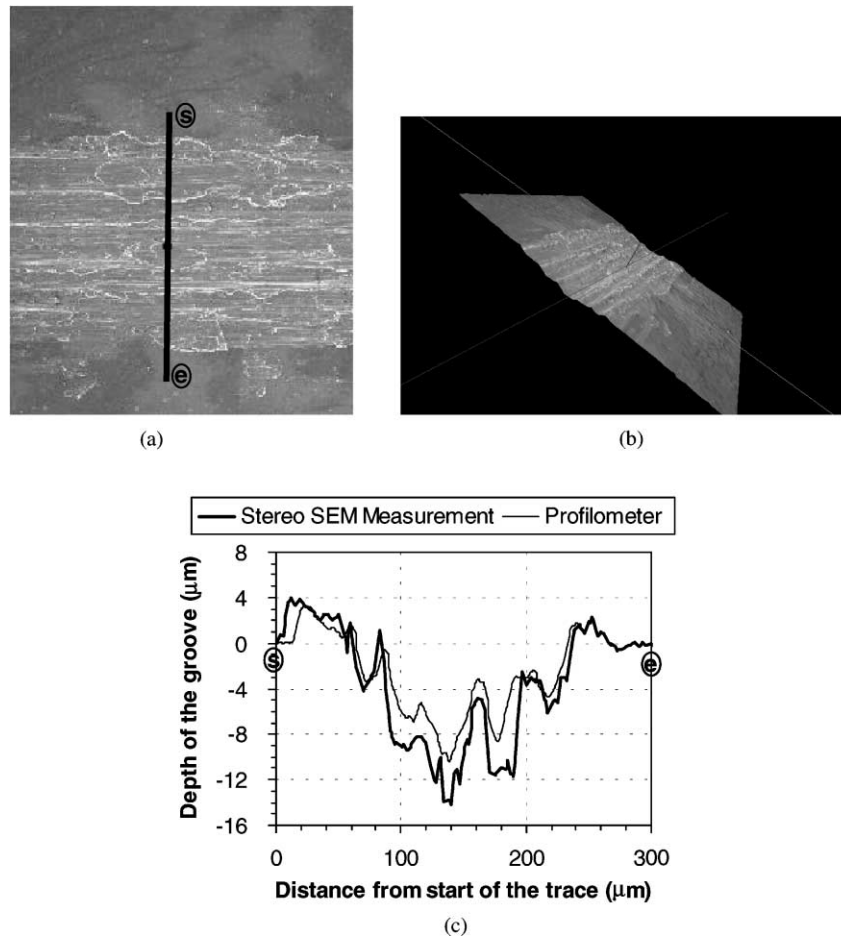 s
e
(a)
(b)
Stereo SEM Measurement Profilometer
Depth of the groove (μm)
8
4
0
-4
-8
-12
-16
s
e
0 100 200 300
Distance from start of the trace (μm)
(c)